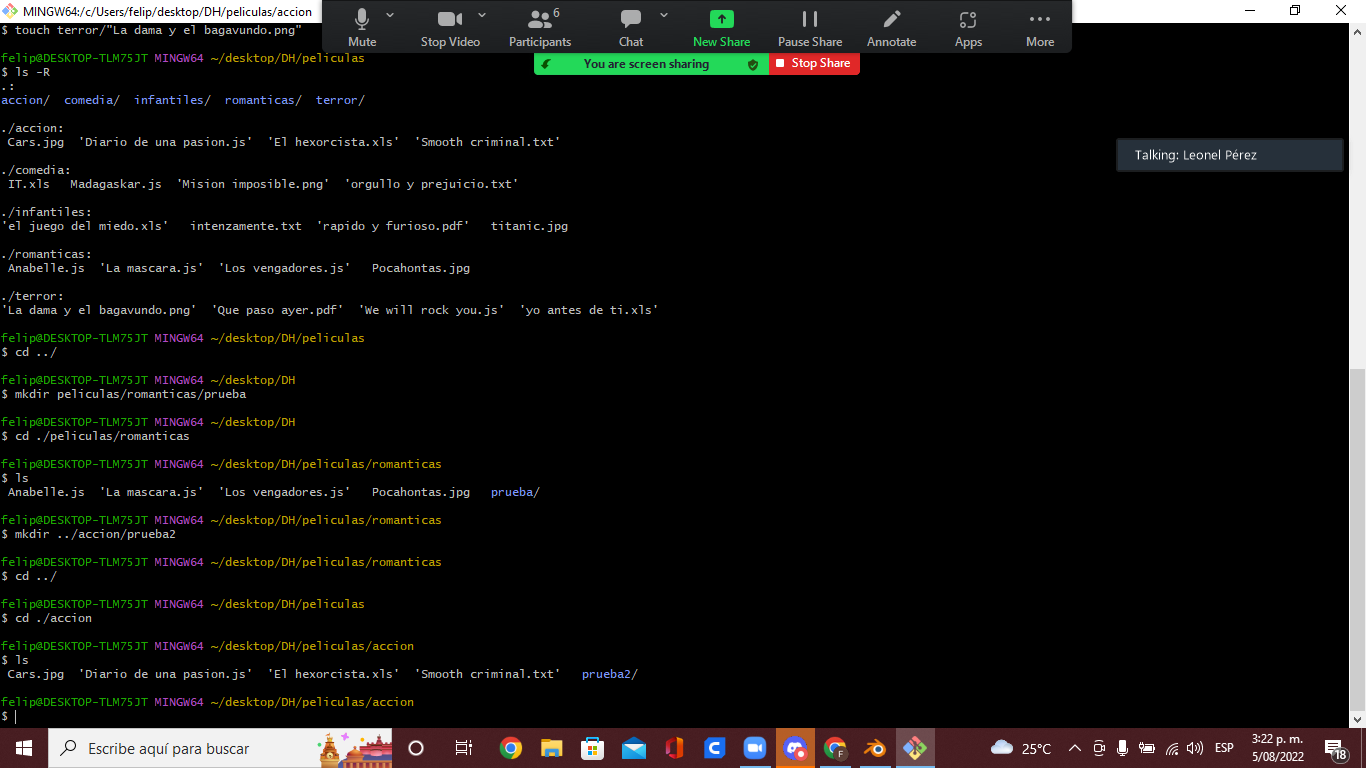 MINGW64:/c/Users/felip/desktop/DH/peliculas/accion
6
Mute Stop Video Participants Chat New Share Pause Share Annotate Apps More
You are screen sharing Stop Share
Talking: Leonel Pérez
$ touch terror/"La dama y el bagavundo.png"
felip@DESKTOP-TLM75JT MINGW64 ~/desktop/DH/peliculas
$ ls -R
.:
accion/ comedia/ infantiles/ romanticas/ terror/
./accion:
Cars.jpg 'Diario de una pasion.js' 'El hexorcista.xls' 'Smooth criminal.txt'
./comedia:
IT.xls Madagaskar.js 'Mision imposible.png' 'orgullo y prejuicio.txt'
./infantiles:
'el juego del miedo.xls' intenzamente.txt 'rapido y furioso.pdf' titanic.jpg
./romanticas:
Anabelle.js 'La mascara.js' 'Los vengadores.js' Pocahontas.jpg
./terror:
'La dama y el bagavundo.png' 'Que paso ayer.pdf' 'We will rock you.js' 'yo antes de ti.xls'
felip@DESKTOP-TLM75JT MINGW64 ~/desktop/DH/peliculas
$ cd ../
felip@DESKTOP-TLM75JT MINGW64 ~/desktop/DH
$ mkdir peliculas/romanticas/prueba
felip@DESKTOP-TLM75JT MINGW64 ~/desktop/DH
$ cd ./peliculas/romanticas
felip@DESKTOP-TLM75JT MINGW64 ~/desktop/DH/peliculas/romanticas
$ ls
Anabelle.js 'La mascara.js' 'Los vengadores.js' Pocahontas.jpg prueba/
felip@DESKTOP-TLM75JT MINGW64 ~/desktop/DH/peliculas/romanticas
$ mkdir ../accion/prueba2
felip@DESKTOP-TLM75JT MINGW64 ~/desktop/DH/peliculas/romanticas
$ cd ../
felip@DESKTOP-TLM75JT MINGW64 ~/desktop/DH/peliculas
$ cd ./accion
felip@DESKTOP-TLM75JT MINGW64 ~/desktop/DH/peliculas/accion
$ ls
Cars.jpg 'Diario de una pasion.js' 'El hexorcista.xls' 'Smooth criminal.txt' prueba2/
felip@DESKTOP-TLM75JT MINGW64 ~/desktop/DH/peliculas/accion
$
Escribe aquí para buscar
F
25°C
ESP
3:22 p. m.
5/08/2022
18